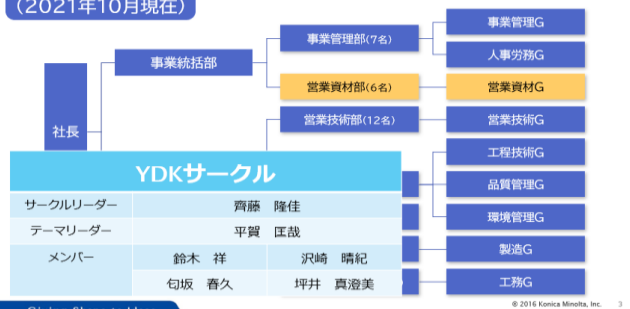 (2021年10月現在)
社長
事業統括部
事業管理部(7名)
事業管理G
人事労務G
営業資材部(6名)
営業資材G
営業技術部(12名)
営業技術G
工程技術G
品質管理G
環境管理G
製造G
工務G
YDKサークル
サークルリーダー 齊藤 隆佳
テーマリーダー 平賀 匡哉
メンバー 鈴木 祥 沢崎 晴紀
匂坂 春久 坪井 真澄美
© 2016 Konica Minolta, Inc. 3